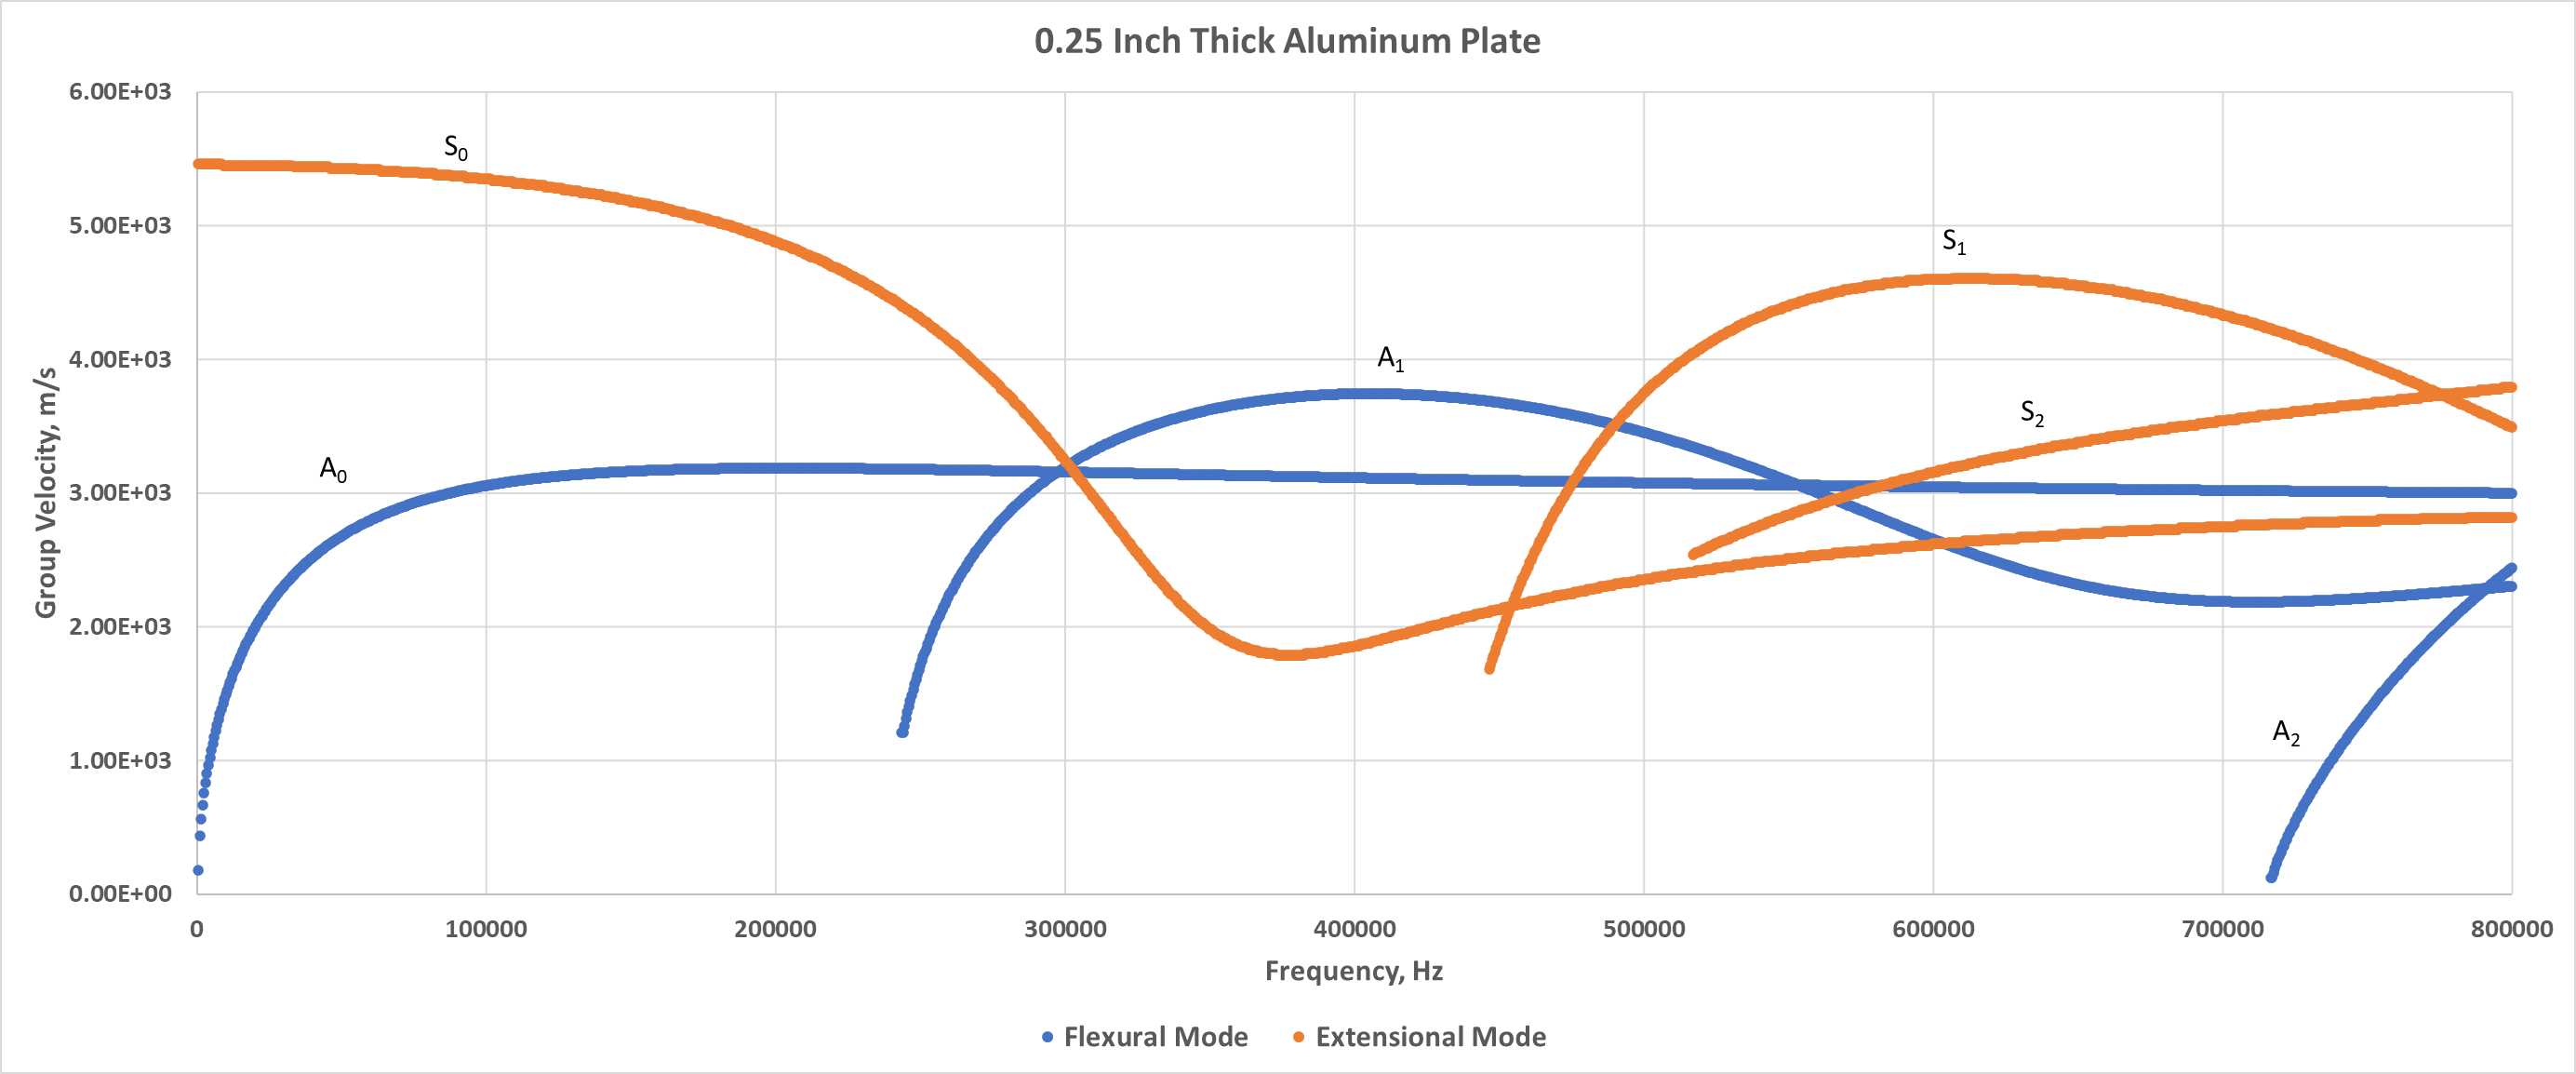 0.25 Inch Thick Aluminum Plate
6.00E+03
5.00E+03
4.00E+03
3.00E+03
2.00E+03
1.00E+03
0.00E+00
Group Velocity, m/s
S0
A0
A1
S1
S2
A2
0 100000 200000 300000 400000 500000 600000 700000 800000
Frequency, Hz
Flexural Mode Extensional Mode